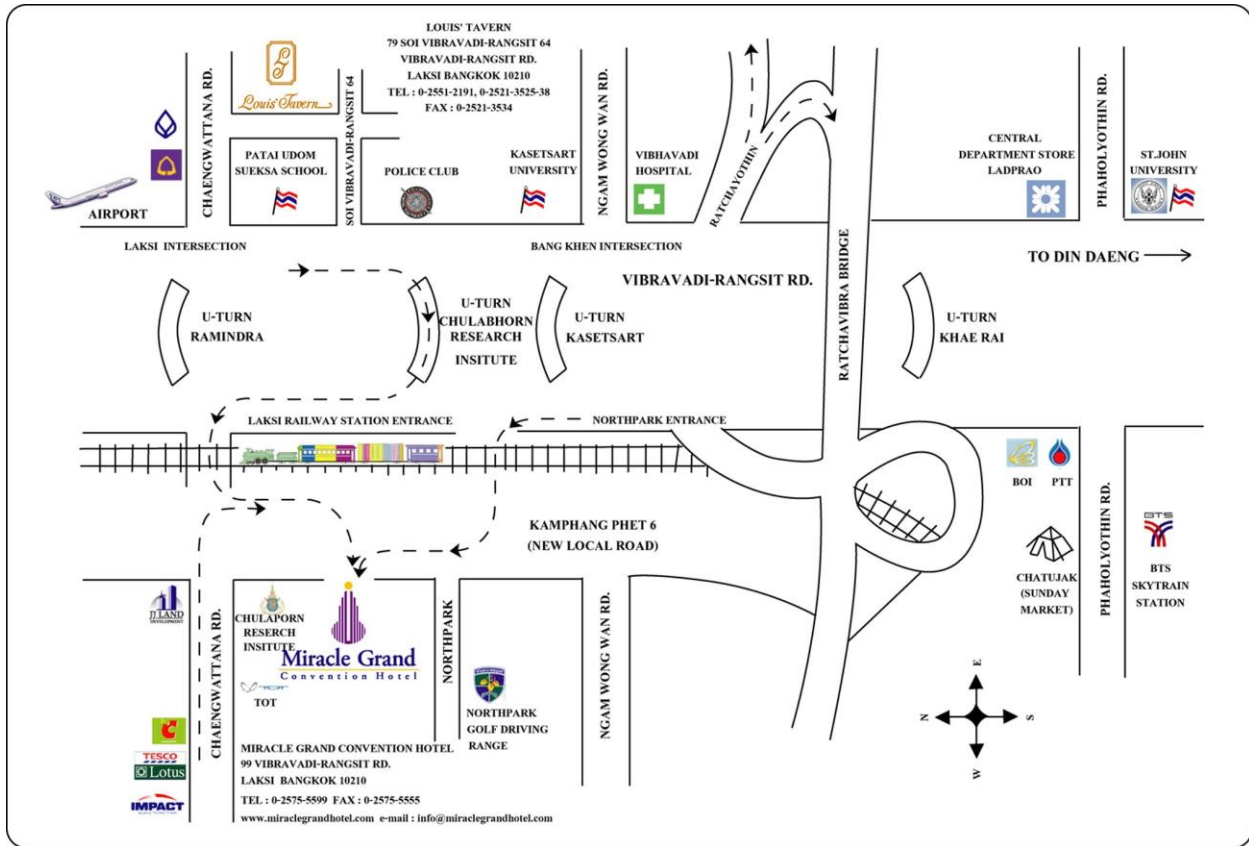 LOUIS' TAVERN
79 SOI VIBRAVADI-RANGSIT 64
VIBRAVADI-RANGSIT RD.
LAKSI BANGKOK 10210
TEL : 0-2551-2191, 0-2521-3525-38
FAX : 0-2521-3534
CHAENGWATTANA RD.
Louis' Tavern
SOI VIBRAVADI-RANGSIT 64
NGAM WONG WAN RD.
PHAHOLYOTHIN RD.
AIRPORT
PATAI UDOM
SUEKSA SCHOOL
POLICE CLUB
KASETSART
UNIVERSITY
VIBHAVADI
HOSPITAL
RATCHAYOTHIN
CENTRAL
DEPARTMENT STORE
LADPRAO
ST.JOHN
UNIVERSITY
LAKSI INTERSECTION
BANG KHEN INTERSECTION
VIBRAVADI-RANGSIT RD.
TO DIN DAENG
U-TURN
RAMINDRA
U-TURN
CHULABHORN
RESEARCH
INSITUTE
U-TURN
KASETSART
RATCHAVIBRA BRIDGE
U-TURN
KHAE RAI
LAKSI RAILWAY STATION ENTRANCE
NORTHPARK ENTRANCE
BOI
PTT
PHAHOLYOTHIN RD.
BTS
BTS
SKYTRAIN
STATION
KAMPHANG PHET 6
(NEW LOCAL ROAD)
CHATUJAK
(SUNDAY
MARKET)
JJ LAND
DEVELOPMENT
CHAENGWATTANA RD.
CHULAPORN
RESERCH
INSITUTE
Miracle Grand
Convention Hotel
TOT
NORTHPARK
NORTHPARK
GOLF DRIVING
RANGE
NGAM WONG WAN RD.
TESCO
Lotus
IMPACT
MIRACLE GRAND CONVENTION HOTEL
99 VIBRAVADI-RANGSIT RD.
LAKSI BANGKOK 10210
TEL : 0-2575-5599 FAX : 0-2575-5555
www.miraclegrandhotel.com e-mail : info@miraclegrandhotel.com
E
N
S
W